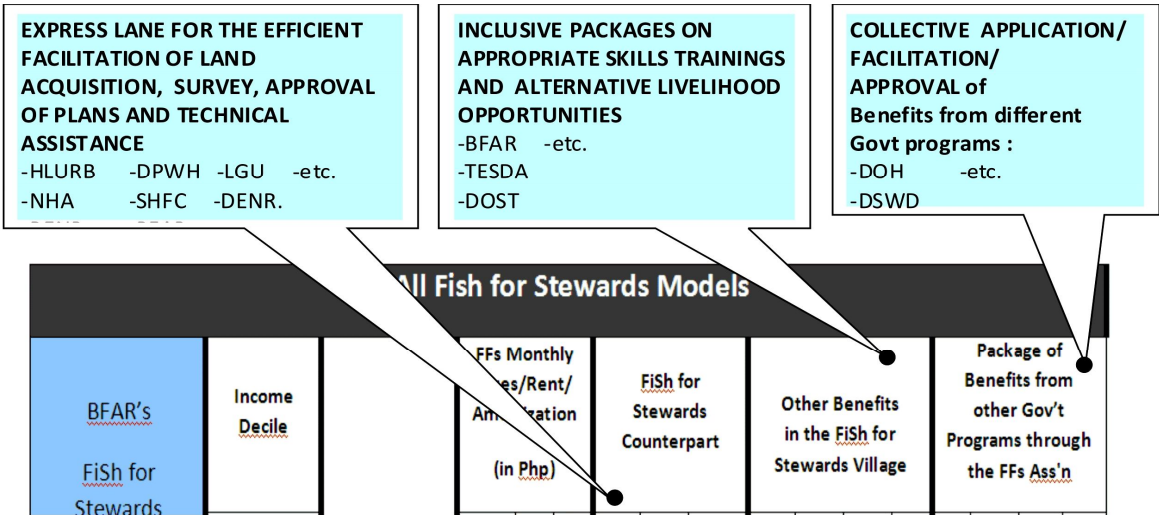 EXPRESS LANE FOR THE EFFICIENT
FACILITATION OF LAND
ACQUISITION, SURVEY, APPROVAL
OF PLANS AND TECHNICAL
ASSISTANCE
-HLURB -DPWH -LGU -etc.
-NHA -SHFC -DENR.
INCLUSIVE PACKAGES ON
APPROPRIATE SKILLS TRAININGS
AND ALTERNATIVE LIVELIHOOD
OPPORTUNITIES
-BFAR -etc.
-TESDA
-DOST
COLLECTIVE APPLICATION/
FACILITATION/
APPROVAL of
Benefits from different
Govt programs :
-DOH -etc.
-DSWD
All Fish for Stewards Models
BFAR's
FiSh for
Stewards
Income
Decile
FFs Monthly
es/Rent/
(in Php)
FiSh for
Stewards
Counterpart
Other Benefits
in the FiSh for
Stewards Village
Package of
Benefits from
other Gov't
Programs through
the FFs Ass'n